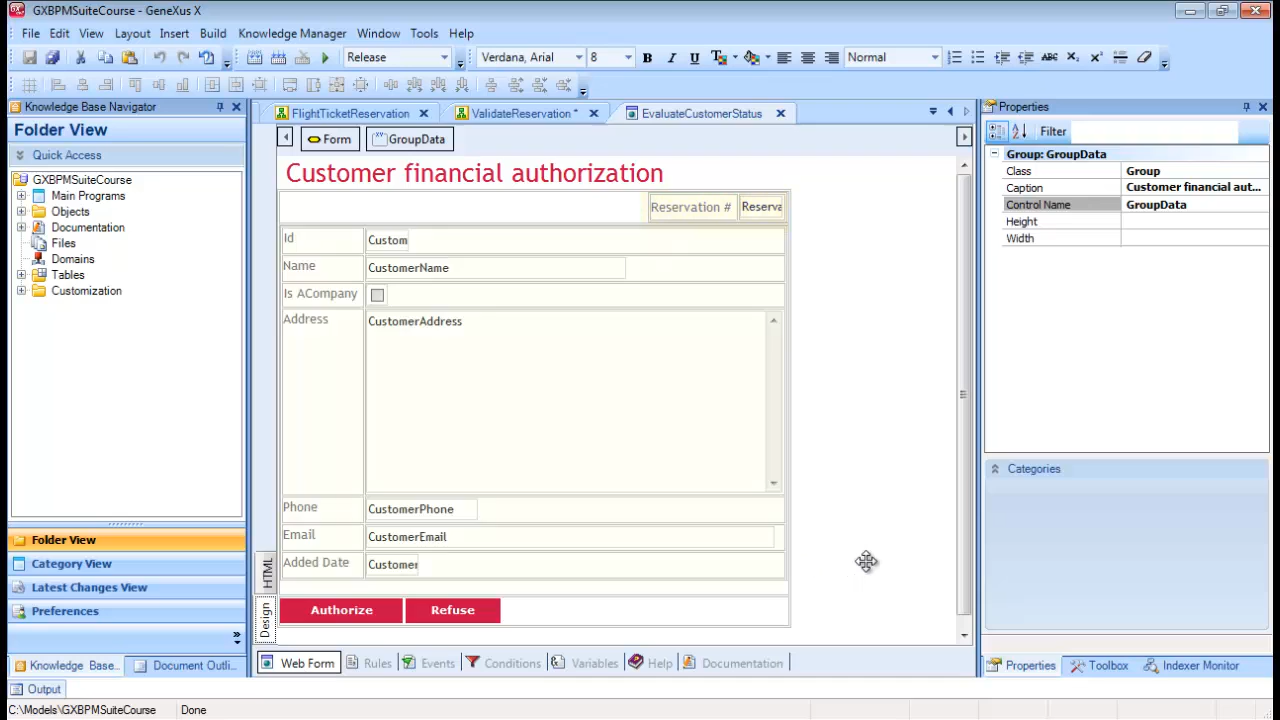 GXBPMSuiteCourse - GeneXus X
File Edit View Layout Insert Build Knowledge Manager Window Tools Help
Release Verdana, Arial 8 B I U Normal ABC
Knowledge Base Navigator
FlightTicketReservation ValidateReservation * EvaluateCustomerStatus
Properties
Folder View
Form GroupData
Filter
Quick Access
Group: GroupData
Class Group
Caption Customer financial aut...
Control Name GroupData
Height
Width
GXBPMSuiteCourse
Main Programs
Objects
Documentation
Files
Domains
Tables
Customization
Customer financial authorization
Reservation # Reserva
Id Custom
Name CustomerName
Is ACompany
Address CustomerAddress
Phone CustomerPhone
Email CustomerEmail
Added Date Customer
Authorize Refuse
HTML
Design
Categories
Folder View
Category View
Latest Changes View
Preferences
Knowledge Base... Document Outli...
Web Form Rules Events Conditions Variables Help Documentation
Properties Toolbox Indexer Monitor
Output
C:\Models\GXBPMSuiteCourse Done